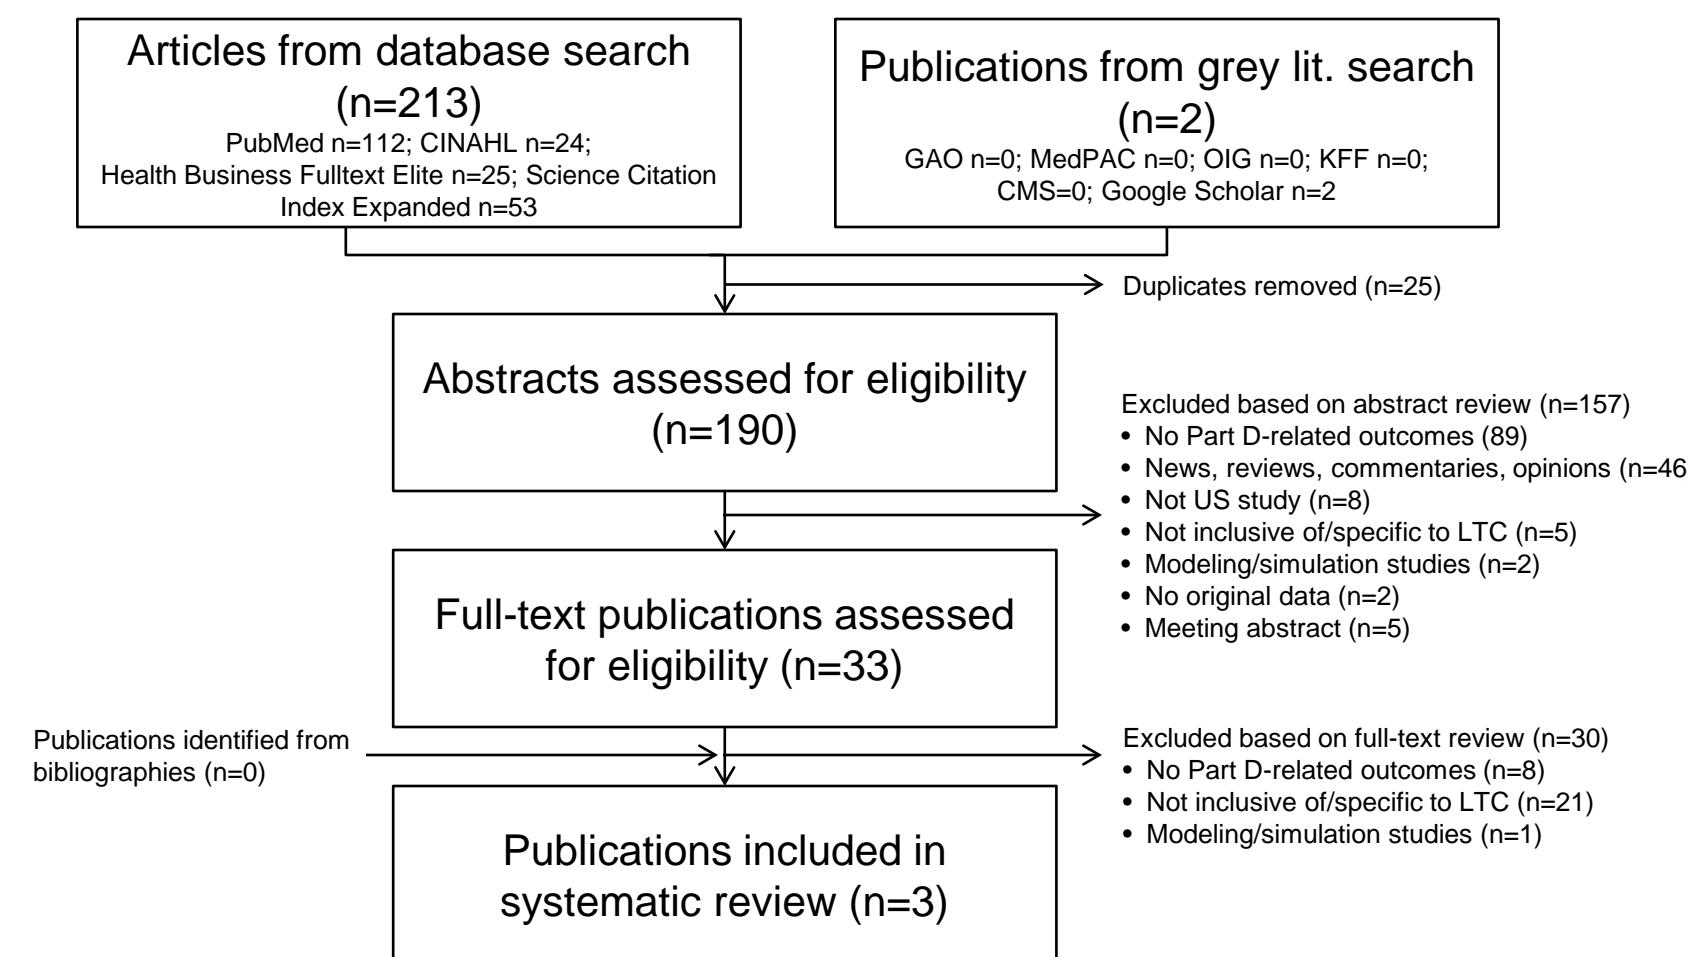 Articles from database search
(n=213)
PubMed n=112; CINAHL n=24;
Health Business Fulltext Elite n=25; Science Citation
Index Expanded n=53
Publications from grey lit. search
(n=2)
GAO n=0; MedPAC n=0; OIG n=0; KFF n=0;
CMS=0; Google Scholar n=2
Duplicates removed (n=25)
Abstracts assessed for eligibility
(n=190)
Excluded based on abstract review (n=157)
• No Part D-related outcomes (89)
• News, reviews, commentaries, opinions (n=46
• Not US study (n=8)
• Not inclusive of/specific to LTC (n=5)
• Modeling/simulation studies (n=2)
• No original data (n=2)
• Meeting abstract (n=5)
Full-text publications assessed
for eligibility (n=33)
Publications identified from
bibliographies (n=0)
Excluded based on full-text review (n=30)
• No Part D-related outcomes (n=8)
• Not inclusive of/specific to LTC (n=21)
• Modeling/simulation studies (n=1)
Publications included in
systematic review (n=3)